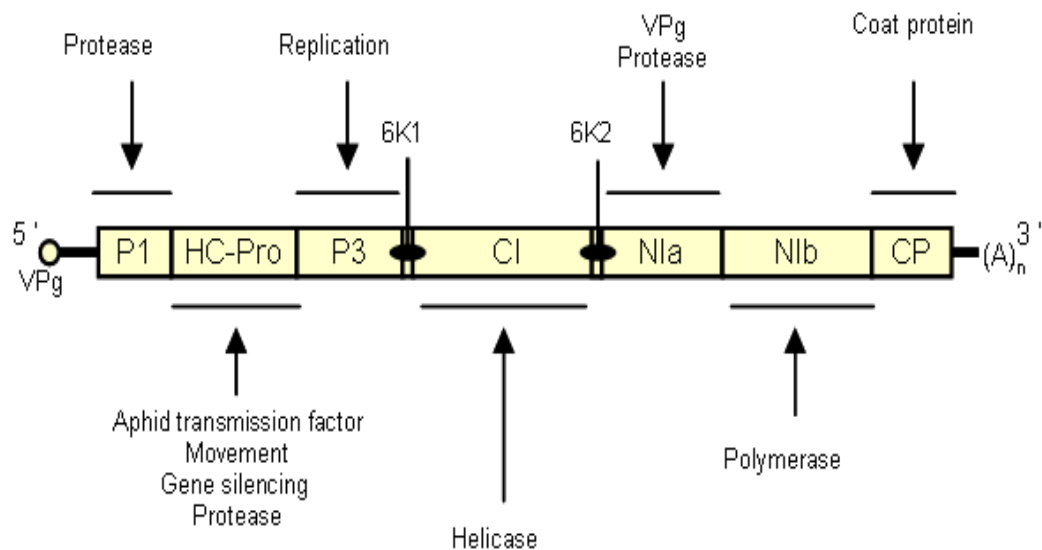 Protease
Replication
VPg
Protease
Coat protein
6K1
6K2
5 '
VPg
P1
HC-Pro
P3
CI
NIa
NIb
CP
(A)n
3 '
Aphid transmission factor
Movement
Gene silencing
Protease
Helicase
Polymerase